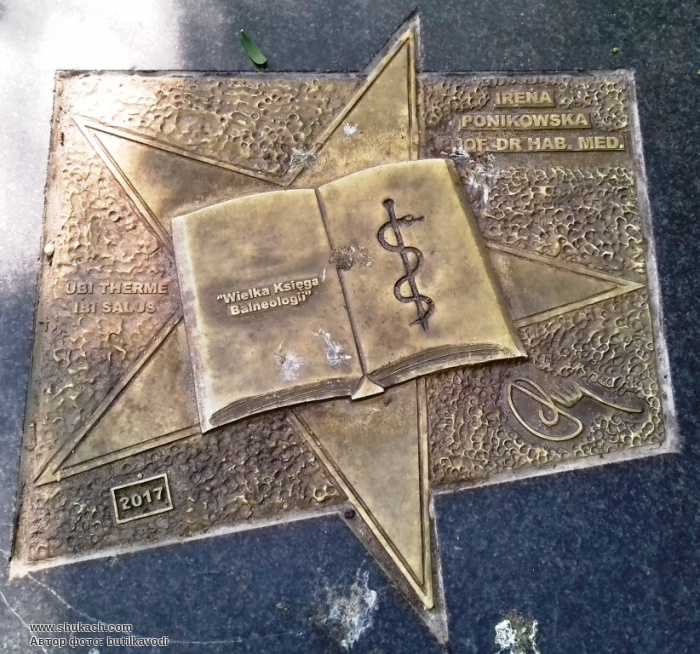 IRENA
PONIKOWSKA
PROF. DR HAB. MED.
UBI THERME
IBI SALUS
"Wielka Księga
Balneologii"
2017
www.shukach.com
Автор фото: butilkavodi